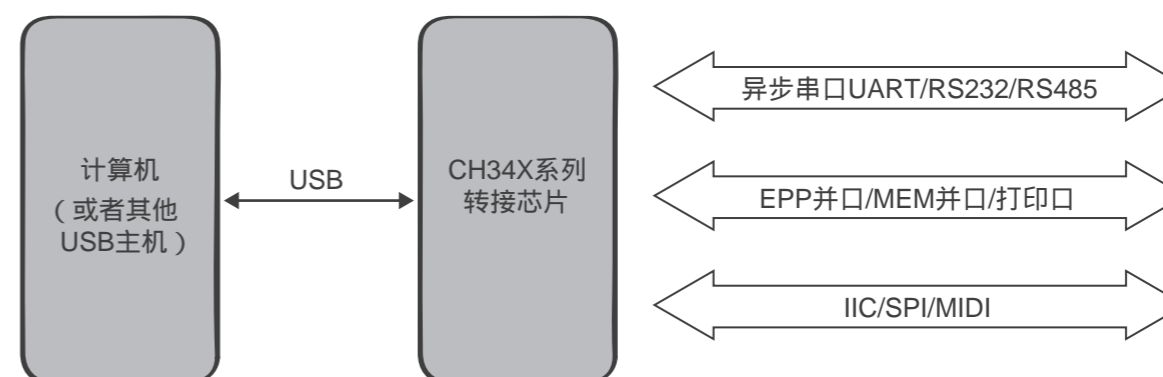 计算机
（或者其他
USB主机）
USB
CH34X系列
转接芯片
异步串口UART/RS232/RS485
EPP并口/MEM并口/打印口
IIC/SPI/MIDI